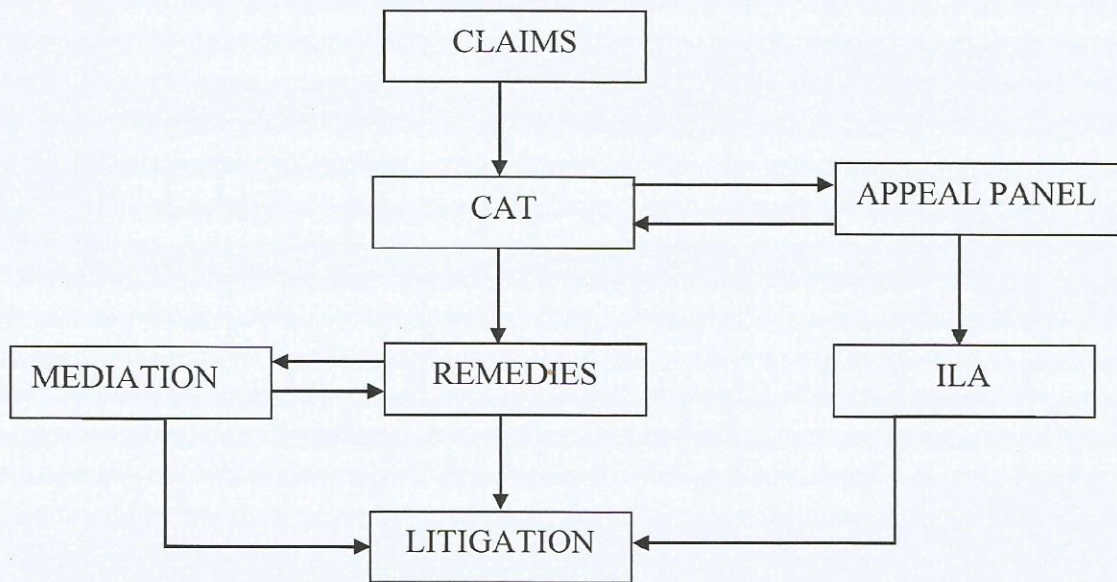 CLAIMS
CAT
APPEAL PANEL
MEDIATION
REMEDIES
ILA
LITIGATION